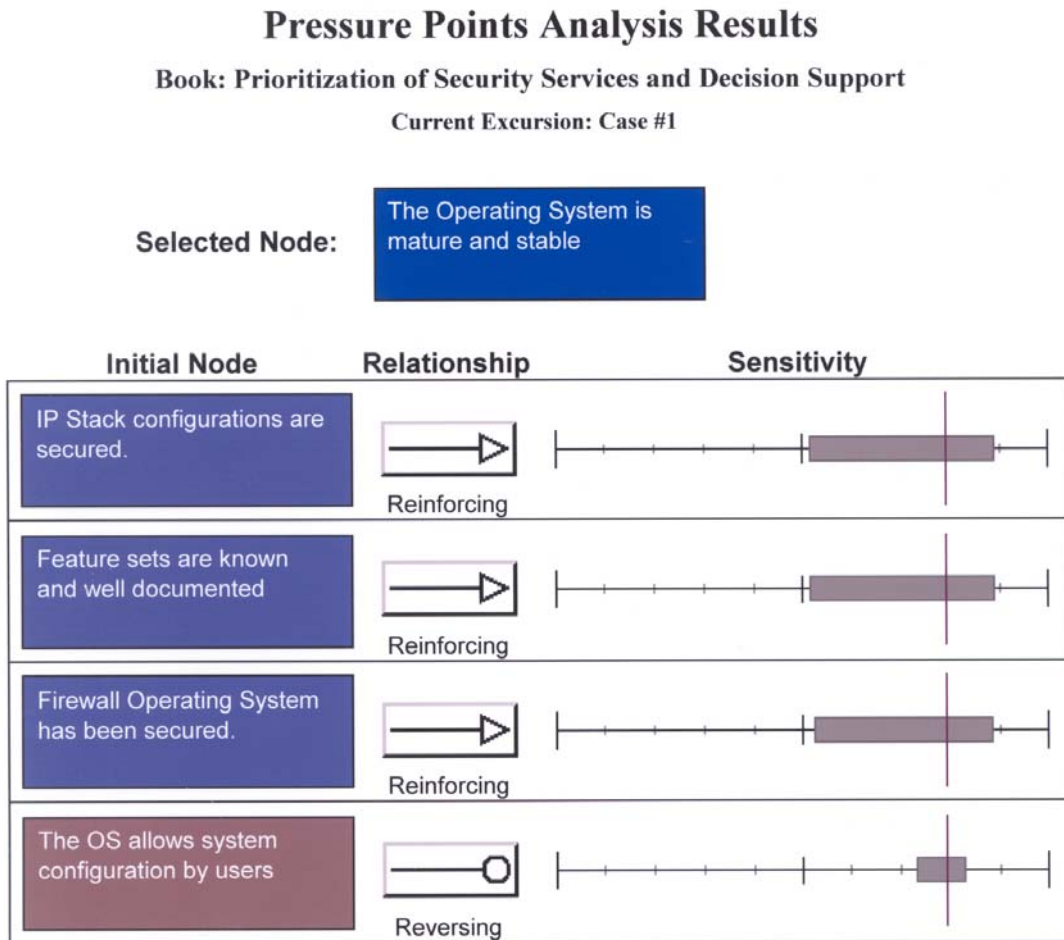 Pressure Points Analysis Results
Book: Prioritization of Security Services and Decision Support
Current Excursion: Case #1
Selected Node:
The Operating System is
mature and stable
Initial Node Relationship Sensitivity
IP Stack configurations are
secured.
Reinforcing
Feature sets are known
and well documented
Reinforcing
Firewall Operating System
has been secured.
Reinforcing
The OS allows system
configuration by users
Reversing